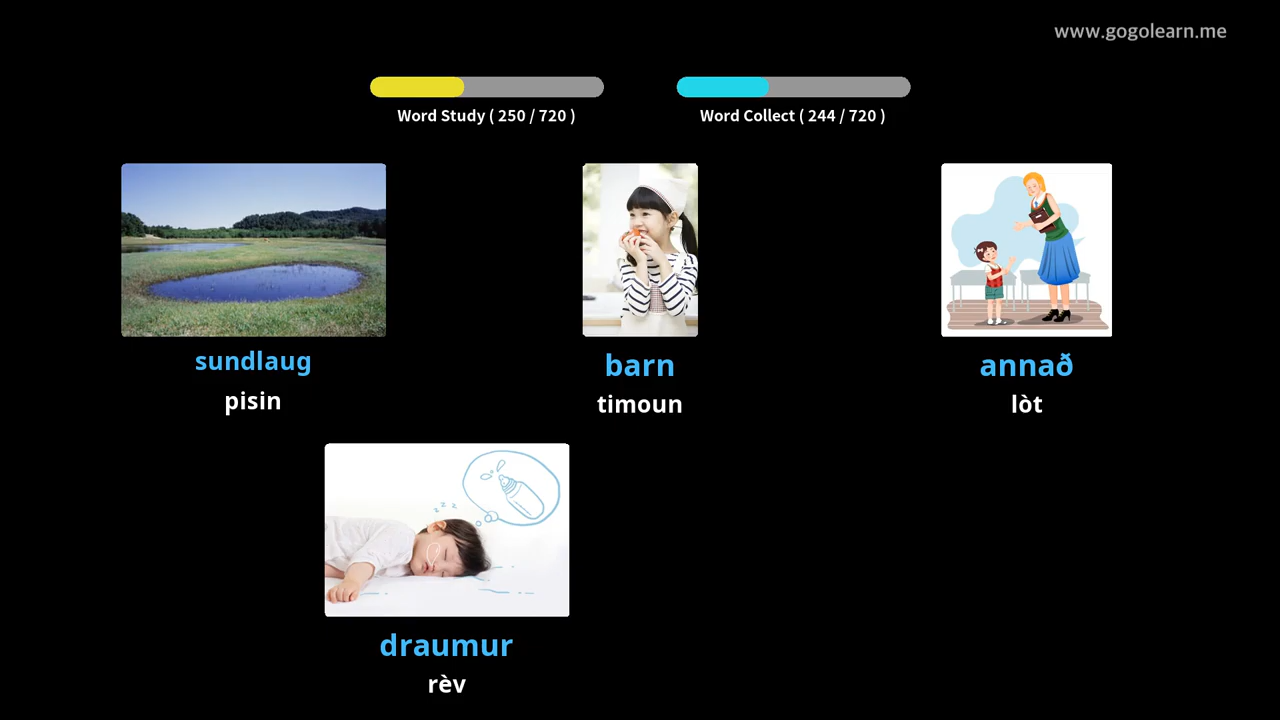 www.gogolearn.me
Word Study ( 250 / 720 )
Word Collect ( 244 / 720 )
sundlaug
pisin
barn
timoun
annað
lòt
draumur
rèv